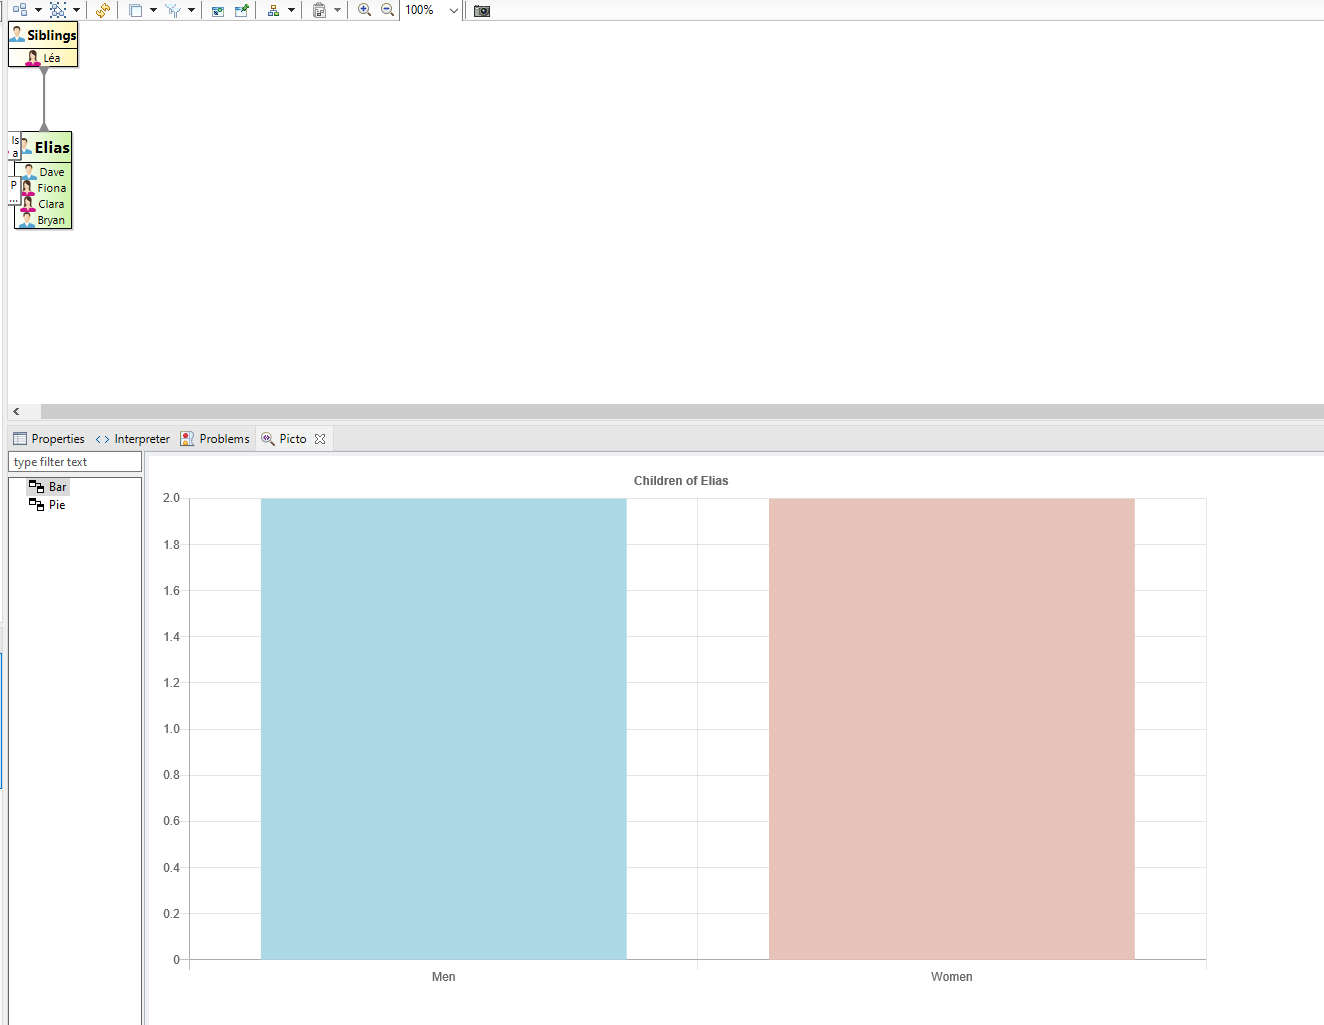 100%
Siblings
Léa
Is
a
Elias
Dave
P
Fiona
...
Clara
Bryan
Properties
Interpreter
Problems
Picto
type filter text
Bar
Pie
Children of Elias
2.0
1.8
1.6
1.4
1.2
1.0
0.8
0.6
0.4
0.2
0
Men
Women